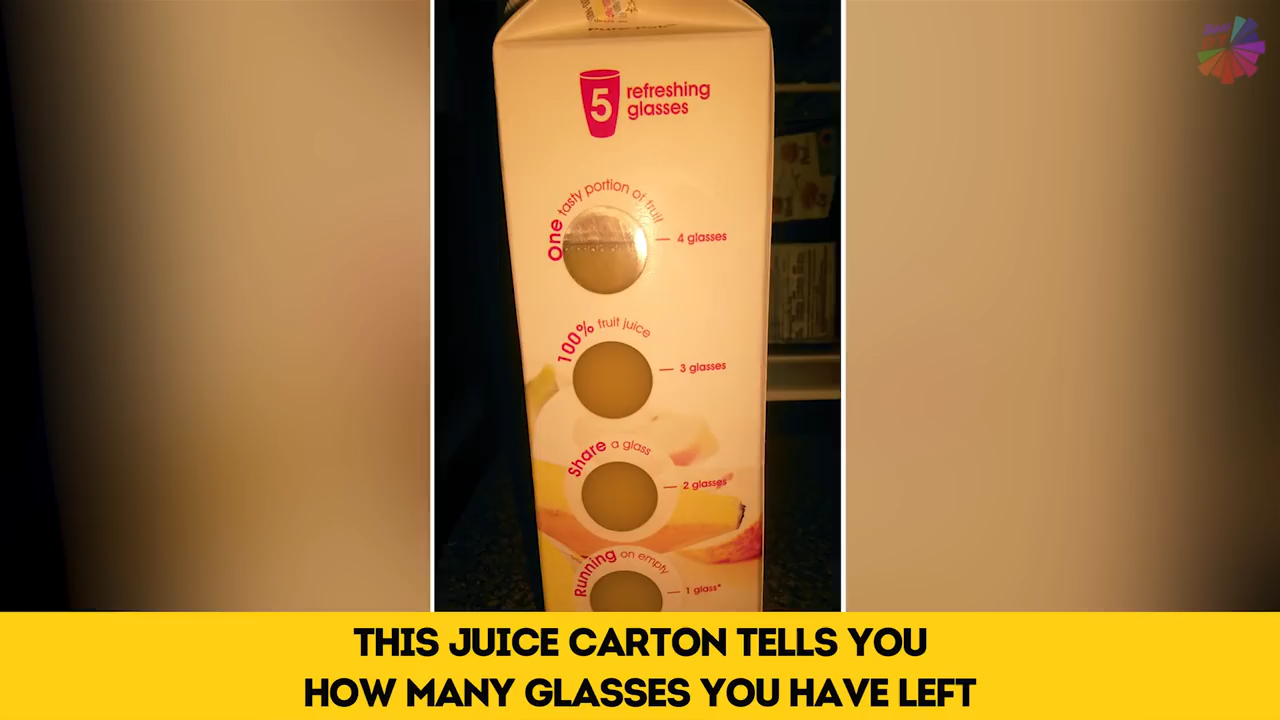 5 refreshing
glasses
One tasty portion of fruit
4 glasses
100% fruit juice
3 glasses
Share a glass
2 glasses
Running on empty
1 glass*
THIS JUICE CARTON TELLS YOU
HOW MANY GLASSES YOU HAVE LEFT